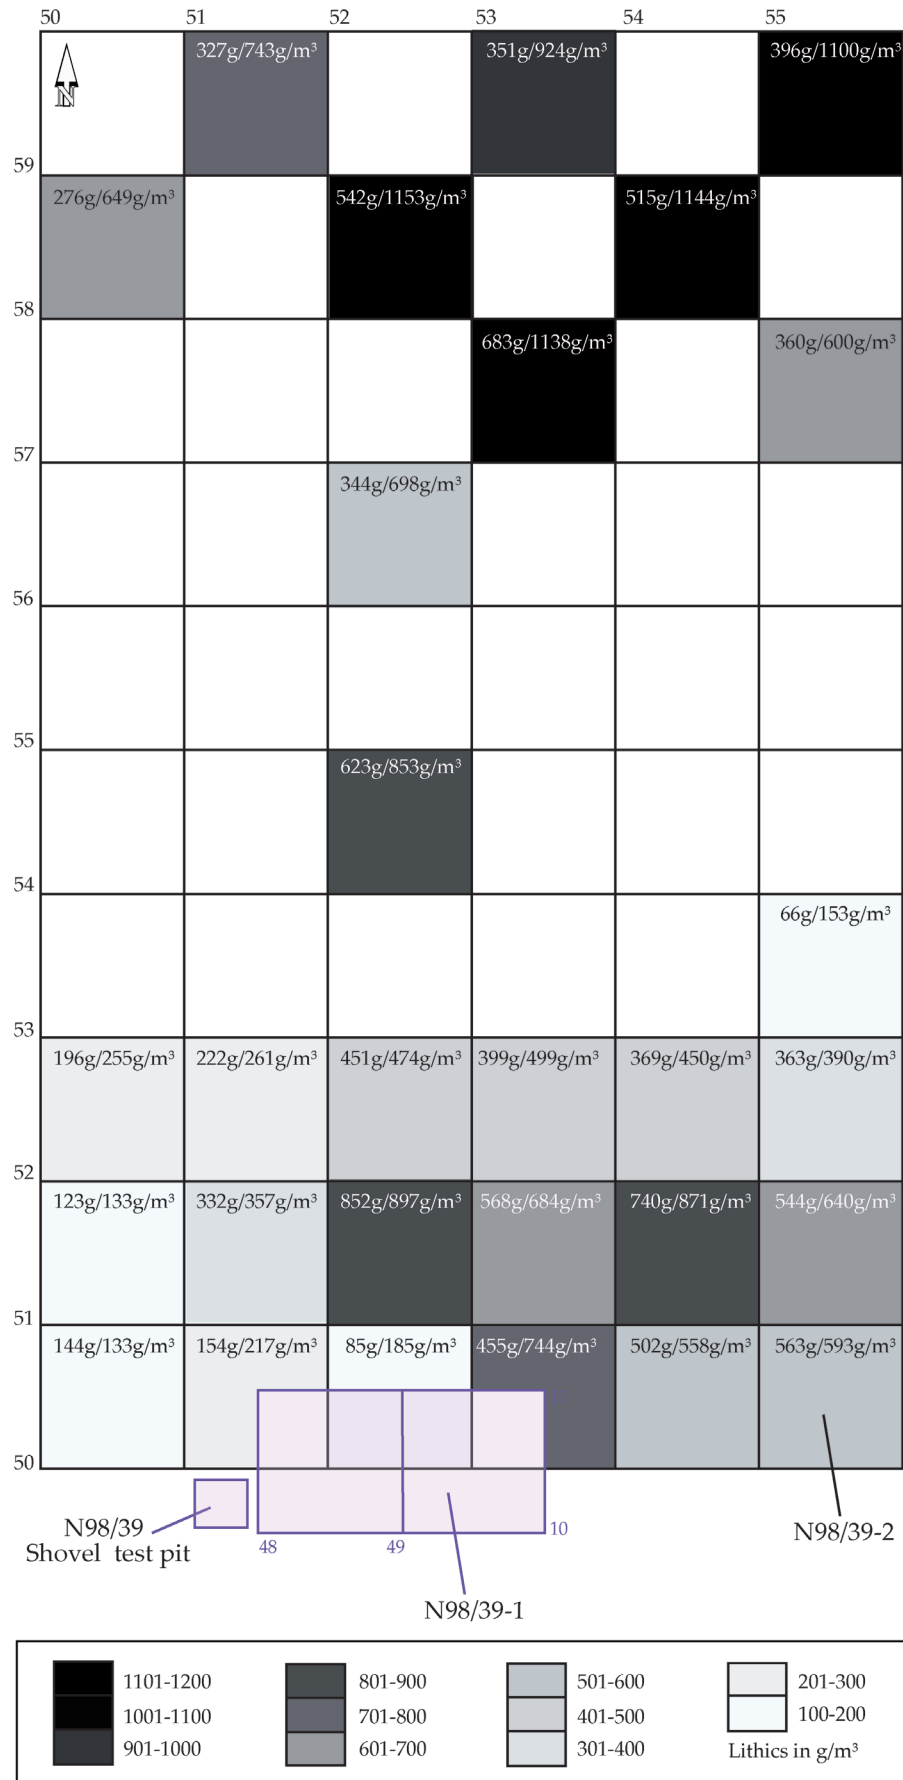 50 51 52 53 54 55
327g/743g/m³ 351g/924g/m³ 396g/1100g/m³
N
59
276g/649g/m³ 542g/1153g/m³ 515g/1144g/m³
58
683g/1138g/m³ 360g/600g/m³
57
344g/698g/m³
56
55
623g/853g/m³
54
66g/153g/m³
53
196g/255g/m³ 222g/261g/m³ 451g/474g/m³ 399g/499g/m³ 369g/450g/m³ 363g/390g/m³
52
123g/133g/m³ 332g/357g/m³ 852g/897g/m³ 568g/684g/m³ 740g/871g/m³ 544g/640g/m³
51
144g/133g/m³ 154g/217g/m³ 85g/185g/m³ 455g/744g/m³ 502g/558g/m³ 563g/593g/m³
50
N98/39
Shovel test pit
48 49 10
N98/39-2
N98/39-1
1101-1200 801-900 501-600 201-300
1001-1100 701-800 401-500 100-200
901-1000 601-700 301-400 Lithics in g/m³